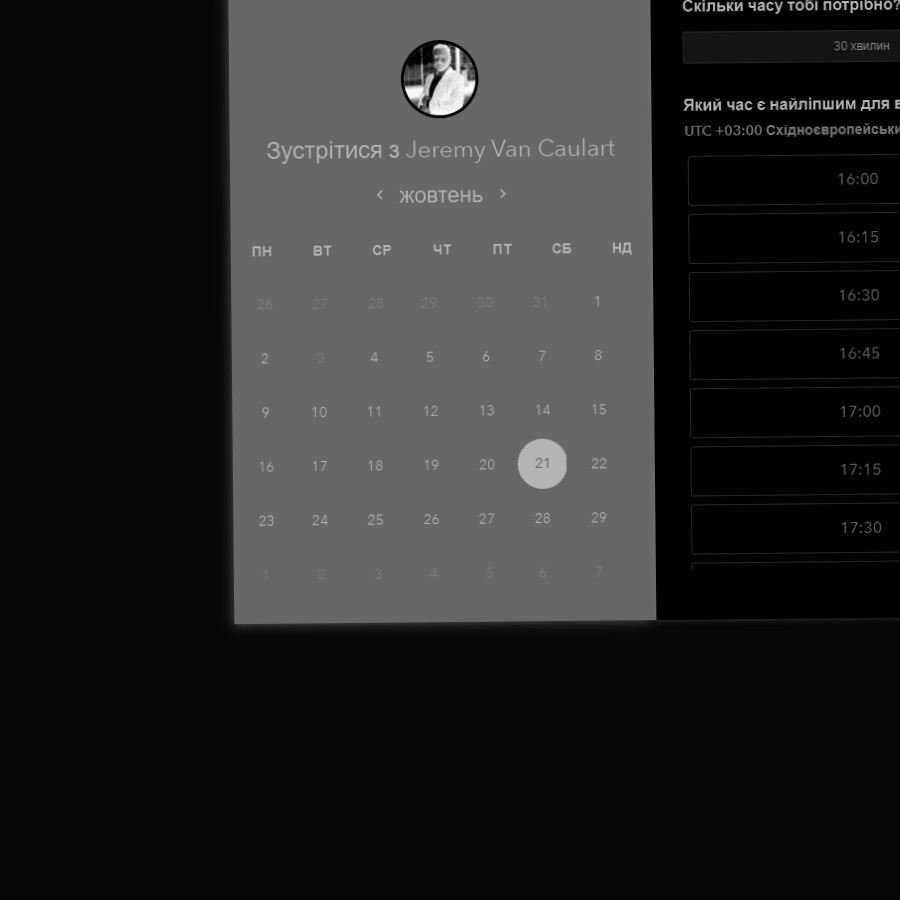 Скільки часу тобі потрібно?
30 хвилин
Зустрітися з Jeremy Van Caulart
жовтень
ПН ВТ СР ЧТ ПТ СБ НД
26 27 28 29 30 31 1
2 3 4 5 6 7 8
9 10 11 12 13 14 15
16 17 18 19 20 21 22
23 24 25 26 27 28 29
1 2 3 4 5 6 7
Який час є найліпшим для
UTC +03:00
16:00
16:15
16:30
16:45
17:00
17:15
17:30